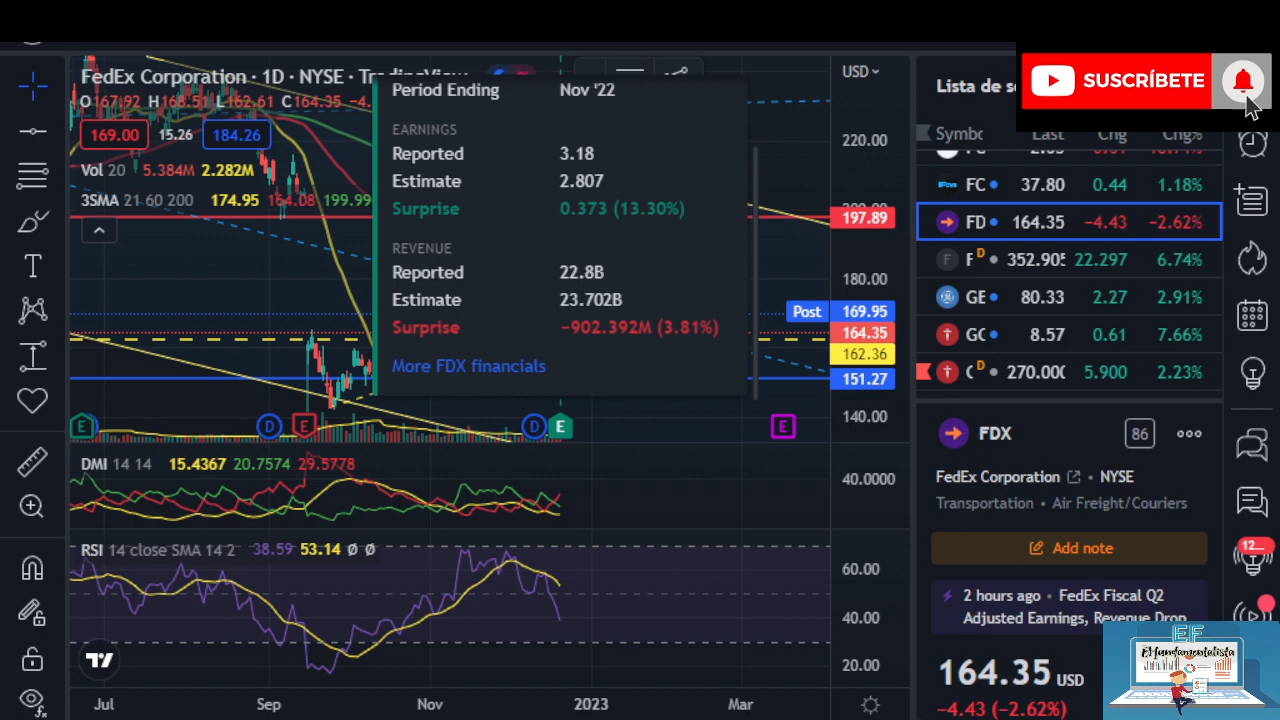 FedEx Corporation · 1D · NYSE · TradingView
O167.92 H168.51 L162.61 C164.35 −4.
169.00 15.26 184.26
Vol 20 5.384M 2.282M
3SMA 21 60 200 174.95 164.08 199.99
Period Ending Nov '22
EARNINGS
Reported 3.18
Estimate 2.807
Surprise 0.373 (13.30%)
REVENUE
Reported 22.8B
Estimate 23.702B
Surprise −902.392M (3.81%)
More FDX financials
E D E D E E
DMI 14 14 15.4367 20.7574 29.5778
RSI 14 close SMA 14 2 38.59 53.14 Ø Ø
Jul Sep Nov 2023 Mar
USD
220.00
197.89
180.00
Post 169.95
164.35
162.36
151.27
140.00
40.0000
60.00
40.00
20.00
SUSCRÍBETE
Lista de se
Symbc Last Chg Chg%
FC 37.80 0.44 1.18%
FD 164.35 −4.43 −2.62%
F D 352.905 22.297 6.74%
GE 80.33 2.27 2.91%
GC 8.57 0.61 7.66%
D 270.000 5.900 2.23%
FDX 86
FedEx Corporation · NYSE
Transportation · Air Freight/Couriers
Add note
2 hours ago · FedEx Fiscal Q2
Adjusted Earnings, Revenue Drop
164.35 USD
−4.43 (−2.62%)
12...
EF
El fundamentalista